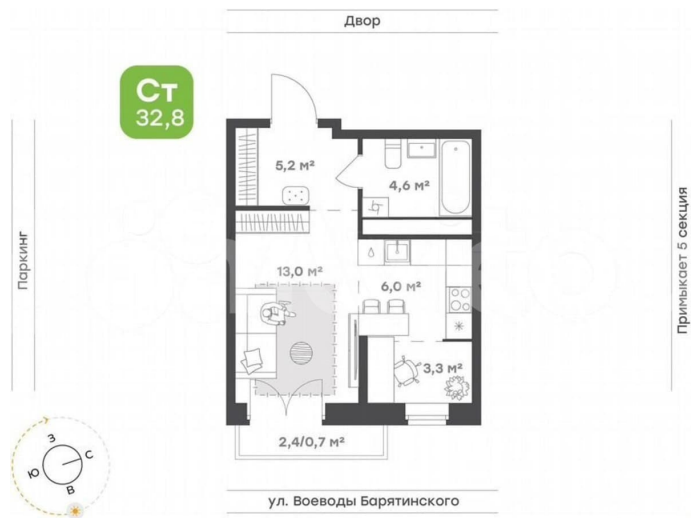 Двор
Ст
32,8
5,2 м²
4,6 м²
13,0 м²
6,0 м²
3,3 м²
2,4/0,7 м²
Паркинг
Примыкает 5 секция
З
С
Ю
В
ул. Воеводы Барятинского